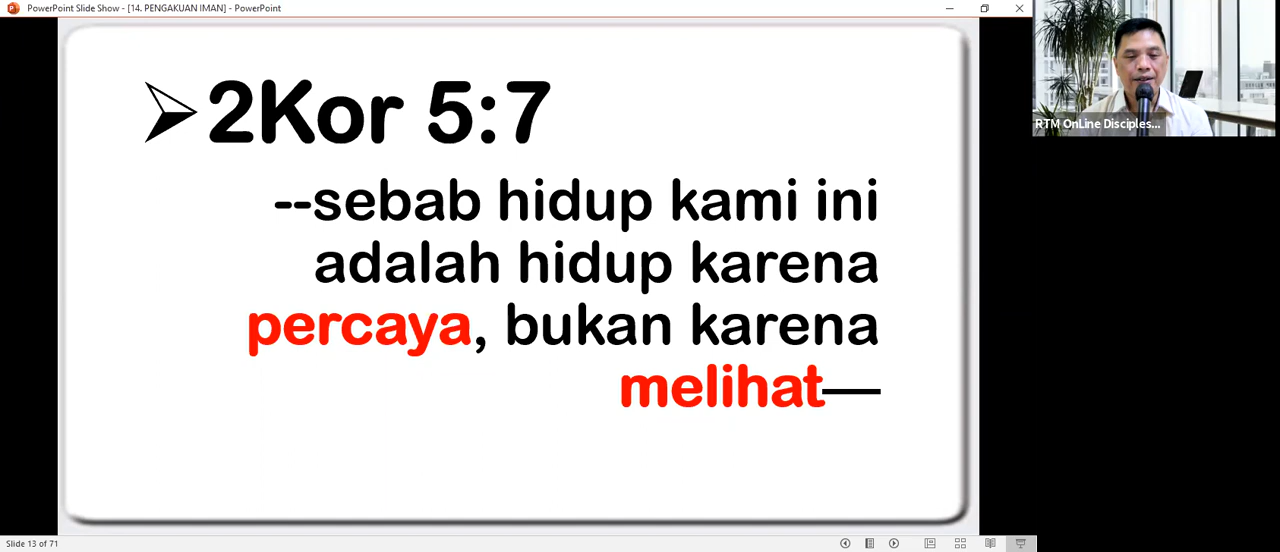 PowerPoint Slide Show - [14. PENGAKUAN IMAN] - PowerPoint
RTM OnLine Disciples...
➢2Kor 5:7
--sebab hidup kami ini
adalah hidup karena
percaya, bukan karena
melihat—
Slide 13 of 71